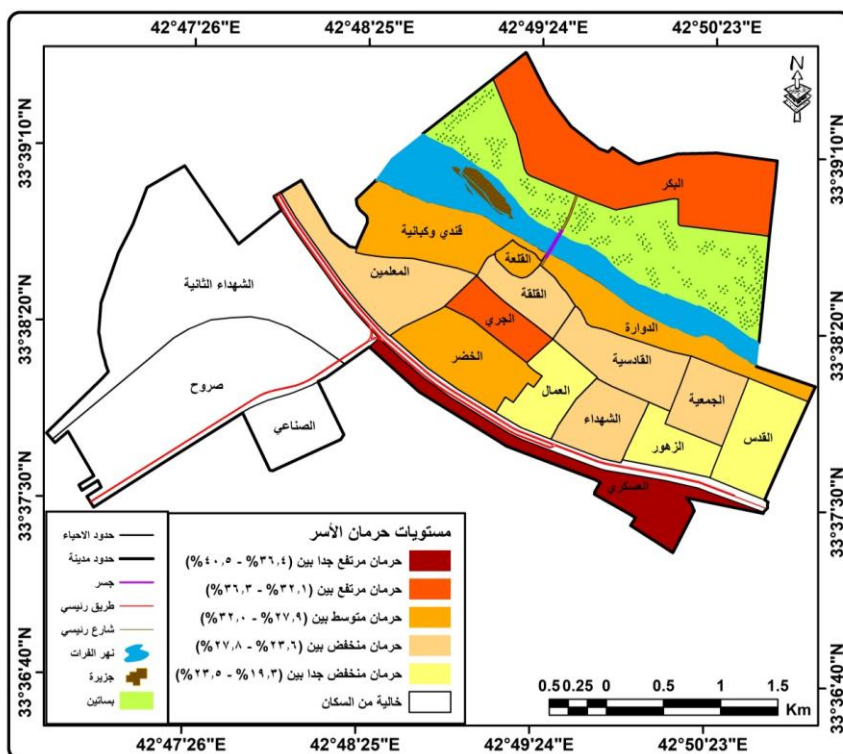 42°47'26"E 42°48'25"E 42°49'24"E 42°50'23"E
N
33°39'10"N 33°39'10"N
البكر
قندي وكبانية
القلعة
المعلمين
القلقة
الشهداء الثانية
33°38'20"N 33°38'20"N
الجري
الدوارة
الخضر
القادسية
صروح
العمال
الجمعية
الصناعي
الشهداء
الزهور
القدس
33°37'30"N 33°37'30"N
العسكري
مستويات حرمان الأسر
حرمان مرتفع جدا بين (٣٦,٤% - ٤٠,٥%)
حرمان مرتفع بين (٣٢,١% - ٣٦,٣%)
حرمان متوسط بين (٢٧,٩% - ٣٢,٠%)
حرمان منخفض بين (٢٣,٦% - ٢٧,٨%)
حرمان منخفض جدا بين (١٩,٣% - ٢٣,٥%)
خالية من السكان
حدود الاحياء
حدود مدينة
جسر
طريق رئيسي
شارع رئيسي
نهر الفرات
جزيرة
بساتين
33°36'40"N 33°36'40"N
0.5 0.25 0 0.5 1 1.5
Km
42°47'26"E 42°48'25"E 42°49'24"E 42°50'23"E